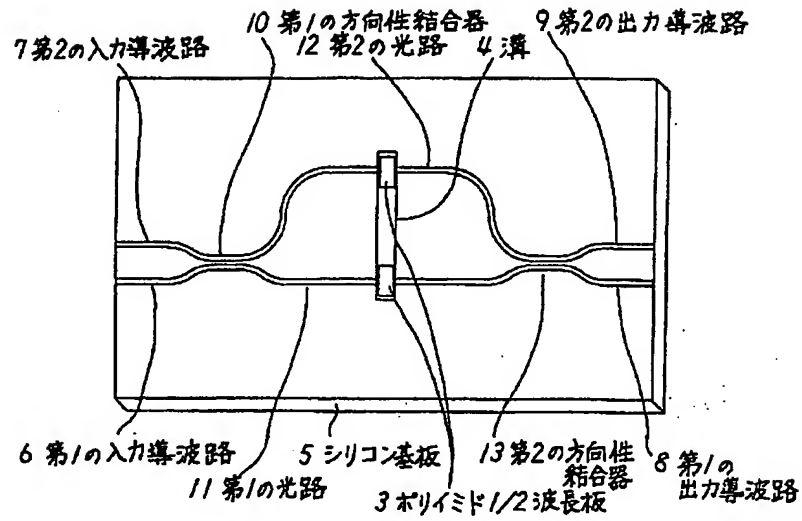 10 第1の方向性結合器
9 第2の出力導波路
7 第2の入力導波路
12 第2の光路
4 溝
6 第1の入力導波路
5 シリコン基板
13 第2の方向性
結合器
8 第1の
出力導波路
11 第1の光路
3 ポリイミド1/2波長板